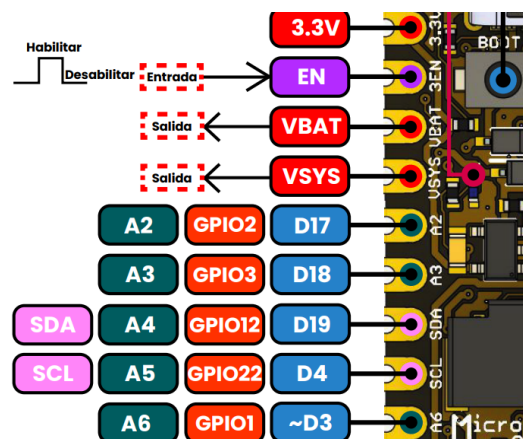 3.3V 3.3V
BOOT
Habilitar
Desabilitar Entrada EN 3EN
Salida VBAT VBAT
Salida VSYS VSYS
A2 GPIO2 D17 A2
A3 GPIO3 D18 A3
SDA A4 GPIO12 D19 SDA
SCL A5 GPIO22 D4 SCL
A6 GPIO1 ~D3 A6 Micro